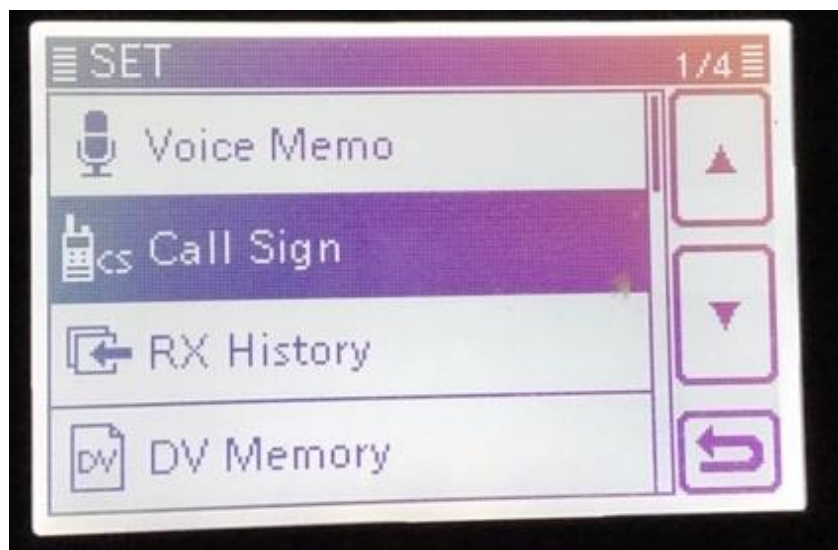 SET 1/4
Voice Memo
CS Call Sign
RX History
DV DV Memory